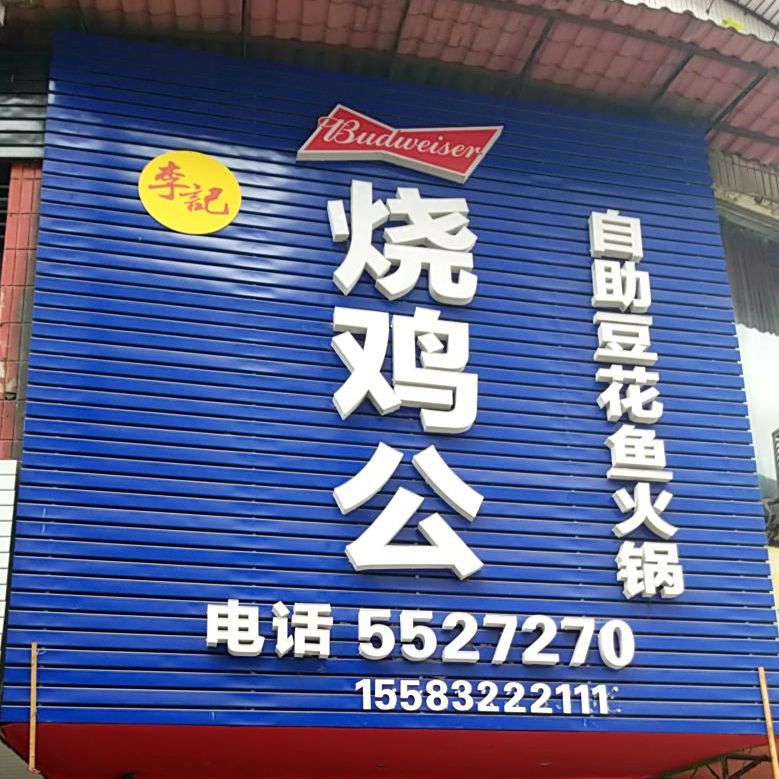 Budweiser
李記
烧鸡公
自助豆花鱼火锅
电话 5527270
15583222111